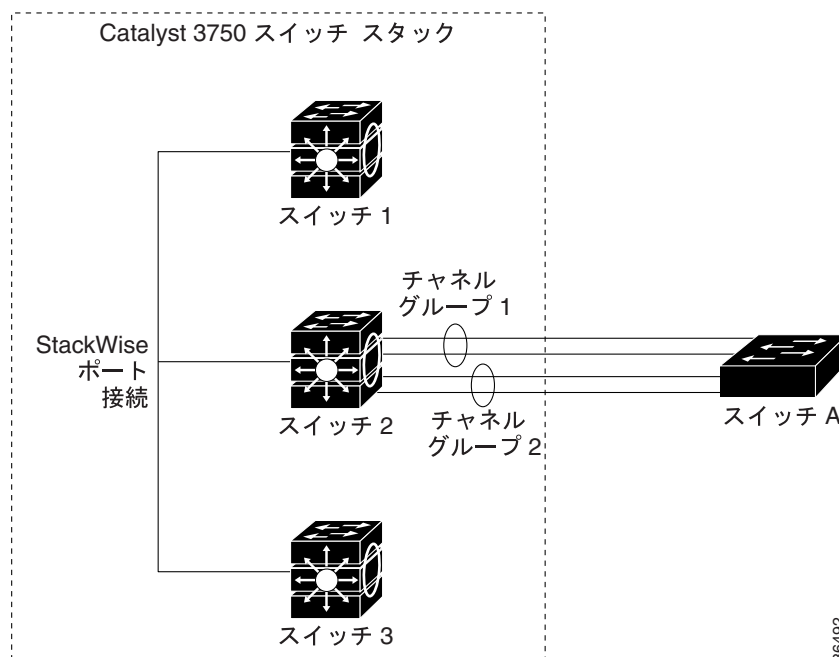 Catalyst 3750 スイッチ スタック
スイッチ 1
チャネル
グループ 1
StackWise
ポート
接続
スイッチ 2
チャネル
グループ 2
スイッチ A
スイッチ 3